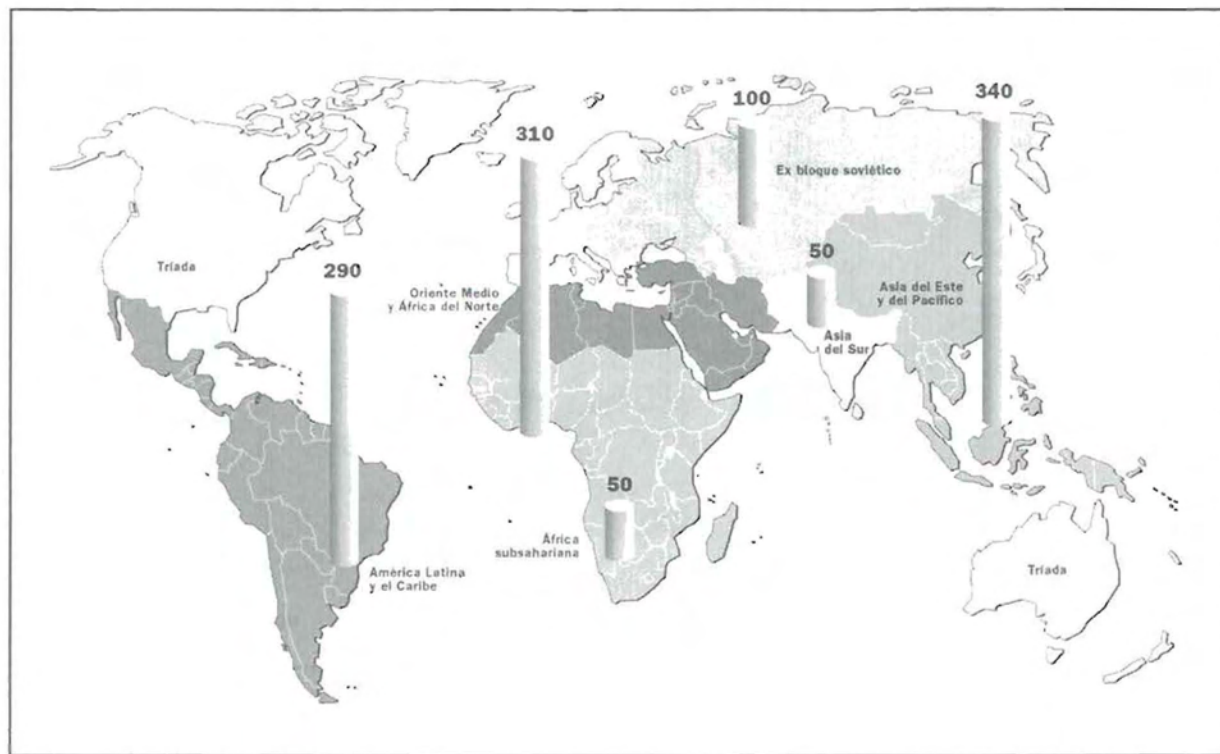 100
340
310
Ex bloque soviético
Tríada
290
50
Oriente Medio
y África del Norte
Asia del Este
y del Pacífico
Asia
del Sur
50
África
subsahariana
América Latina
y el Caribe
Tríada